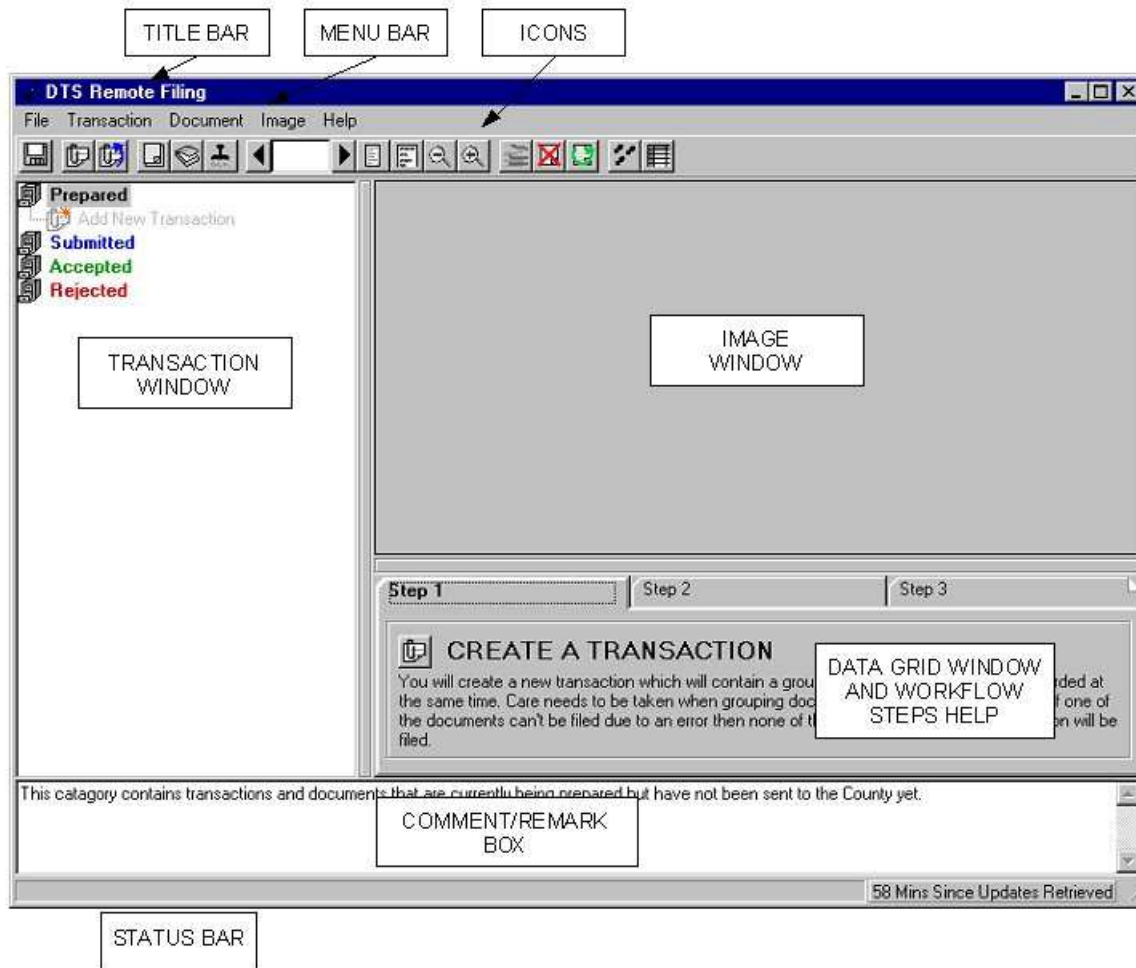 TITLE BAR
MENU BAR
ICONS
DTS Remote Filing
File Transaction Document Image Help
Prepared
Add New Transaction
Submitted
Accepted
Rejected
TRANSACTION
WINDOW
IMAGE
WINDOW
Step 1
Step 2
Step 3
CREATE A TRANSACTION
You will create a new transaction which will contain a grou rded at
the same time. Care needs to be taken when grouping doc f one of
the documents can't be filed due to an error then none of t on will be
filed.
DATA GRID WINDOW
AND WORKFLOW
STEPS HELP
This catagory contains transactions and documents that are currently being prepared but have not been sent to the County yet.
COMMENT/REMARK
BOX
58 Mins Since Updates Retrieved
STATUS BAR